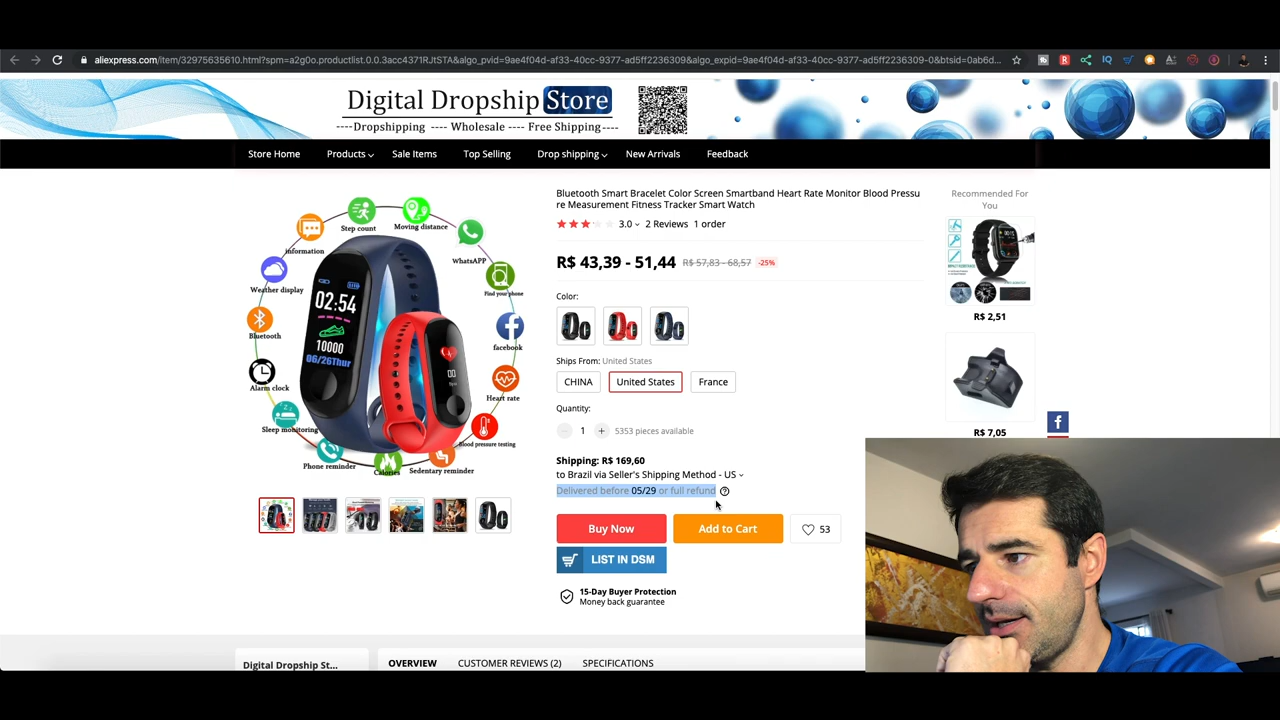 aliexpress.com/item/32975635610.html?spm=a2g0o.productlist.0.0.3acc4371RJtSTA&algo_pvid=9ae4f04d-af33-40cc-9377-ad5ff2236309&algo_expid=9ae4f04d-af33-40cc-9377-ad5ff2236309-0&btsid=0ab6d...
Digital Dropship Store
----Dropshipping ---- Wholesale ---- Free Shipping----
Store Home
Products
Sale Items
Top Selling
Drop shipping
New Arrivals
Feedback
Step count
Moving distance
information
WhatsAPP
Weather display
Find your phone
Bluetooth
facebook
Alarm clock
Heart rate
Sleep monitoring
Blood pressure testing
Phone reminder
Calories
Sedentary reminder
02:54
10000
06/26Thur
Bluetooth Smart Bracelet Color Screen Smartband Heart Rate Monitor Blood Pressu
re Measurement Fitness Tracker Smart Watch
3.0
2 Reviews
1 order
R$ 43,39 - 51,44
R$ 57,83 - 68,57
-25%
Color:
Ships From: United States
CHINA
United States
France
Quantity:
1
5353 pieces available
Shipping: R$ 169,60
to Brazil via Seller's Shipping Method - US
Delivered before 05/29 or full refund
Buy Now
Add to Cart
53
LIST IN DSM
15-Day Buyer Protection
Money back guarantee
Recommended For
You
R$ 2,51
R$ 7,05
Digital Dropship St...
OVERVIEW
CUSTOMER REVIEWS (2)
SPECIFICATIONS